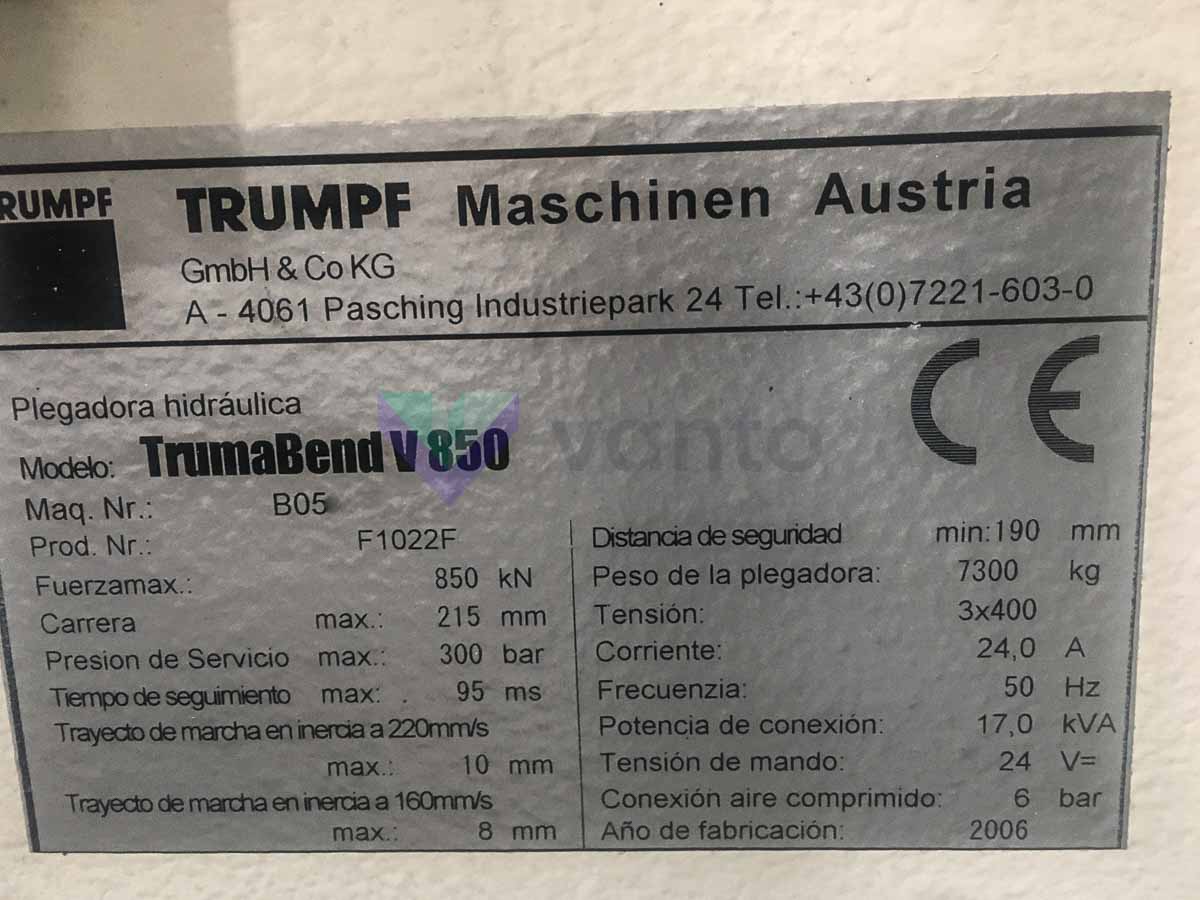 RUMPF
TRUMPF Maschinen Austria
GmbH & Co KG
A - 4061 Pasching Industriepark 24 Tel.:+43(0)7221-603-0
CE
Plegadora hidráulica
Modelo: TrumaBend V 850
vanto
Maq. Nr.: B05
Prod. Nr.: F1022F
Fuerzamax.: 850 kN
Carrera max.: 215 mm
Presion de Servicio max.: 300 bar
Tiempo de seguimiento max: 95 ms
Trayecto de marcha en inercia a 220mm/s
max.: 10 mm
Trayecto de marcha en inercia a 160mm/s
max.: 8 mm
Distancia de seguridad min:190 mm
Peso de la plegadora: 7300 kg
Tensión: 3x400
Corriente: 24,0 A
Frecuenzia: 50 Hz
Potencia de conexión: 17,0 kVA
Tensión de mando: 24 V=
Conexión aire comprimido: 6 bar
Año de fabricación: 2006